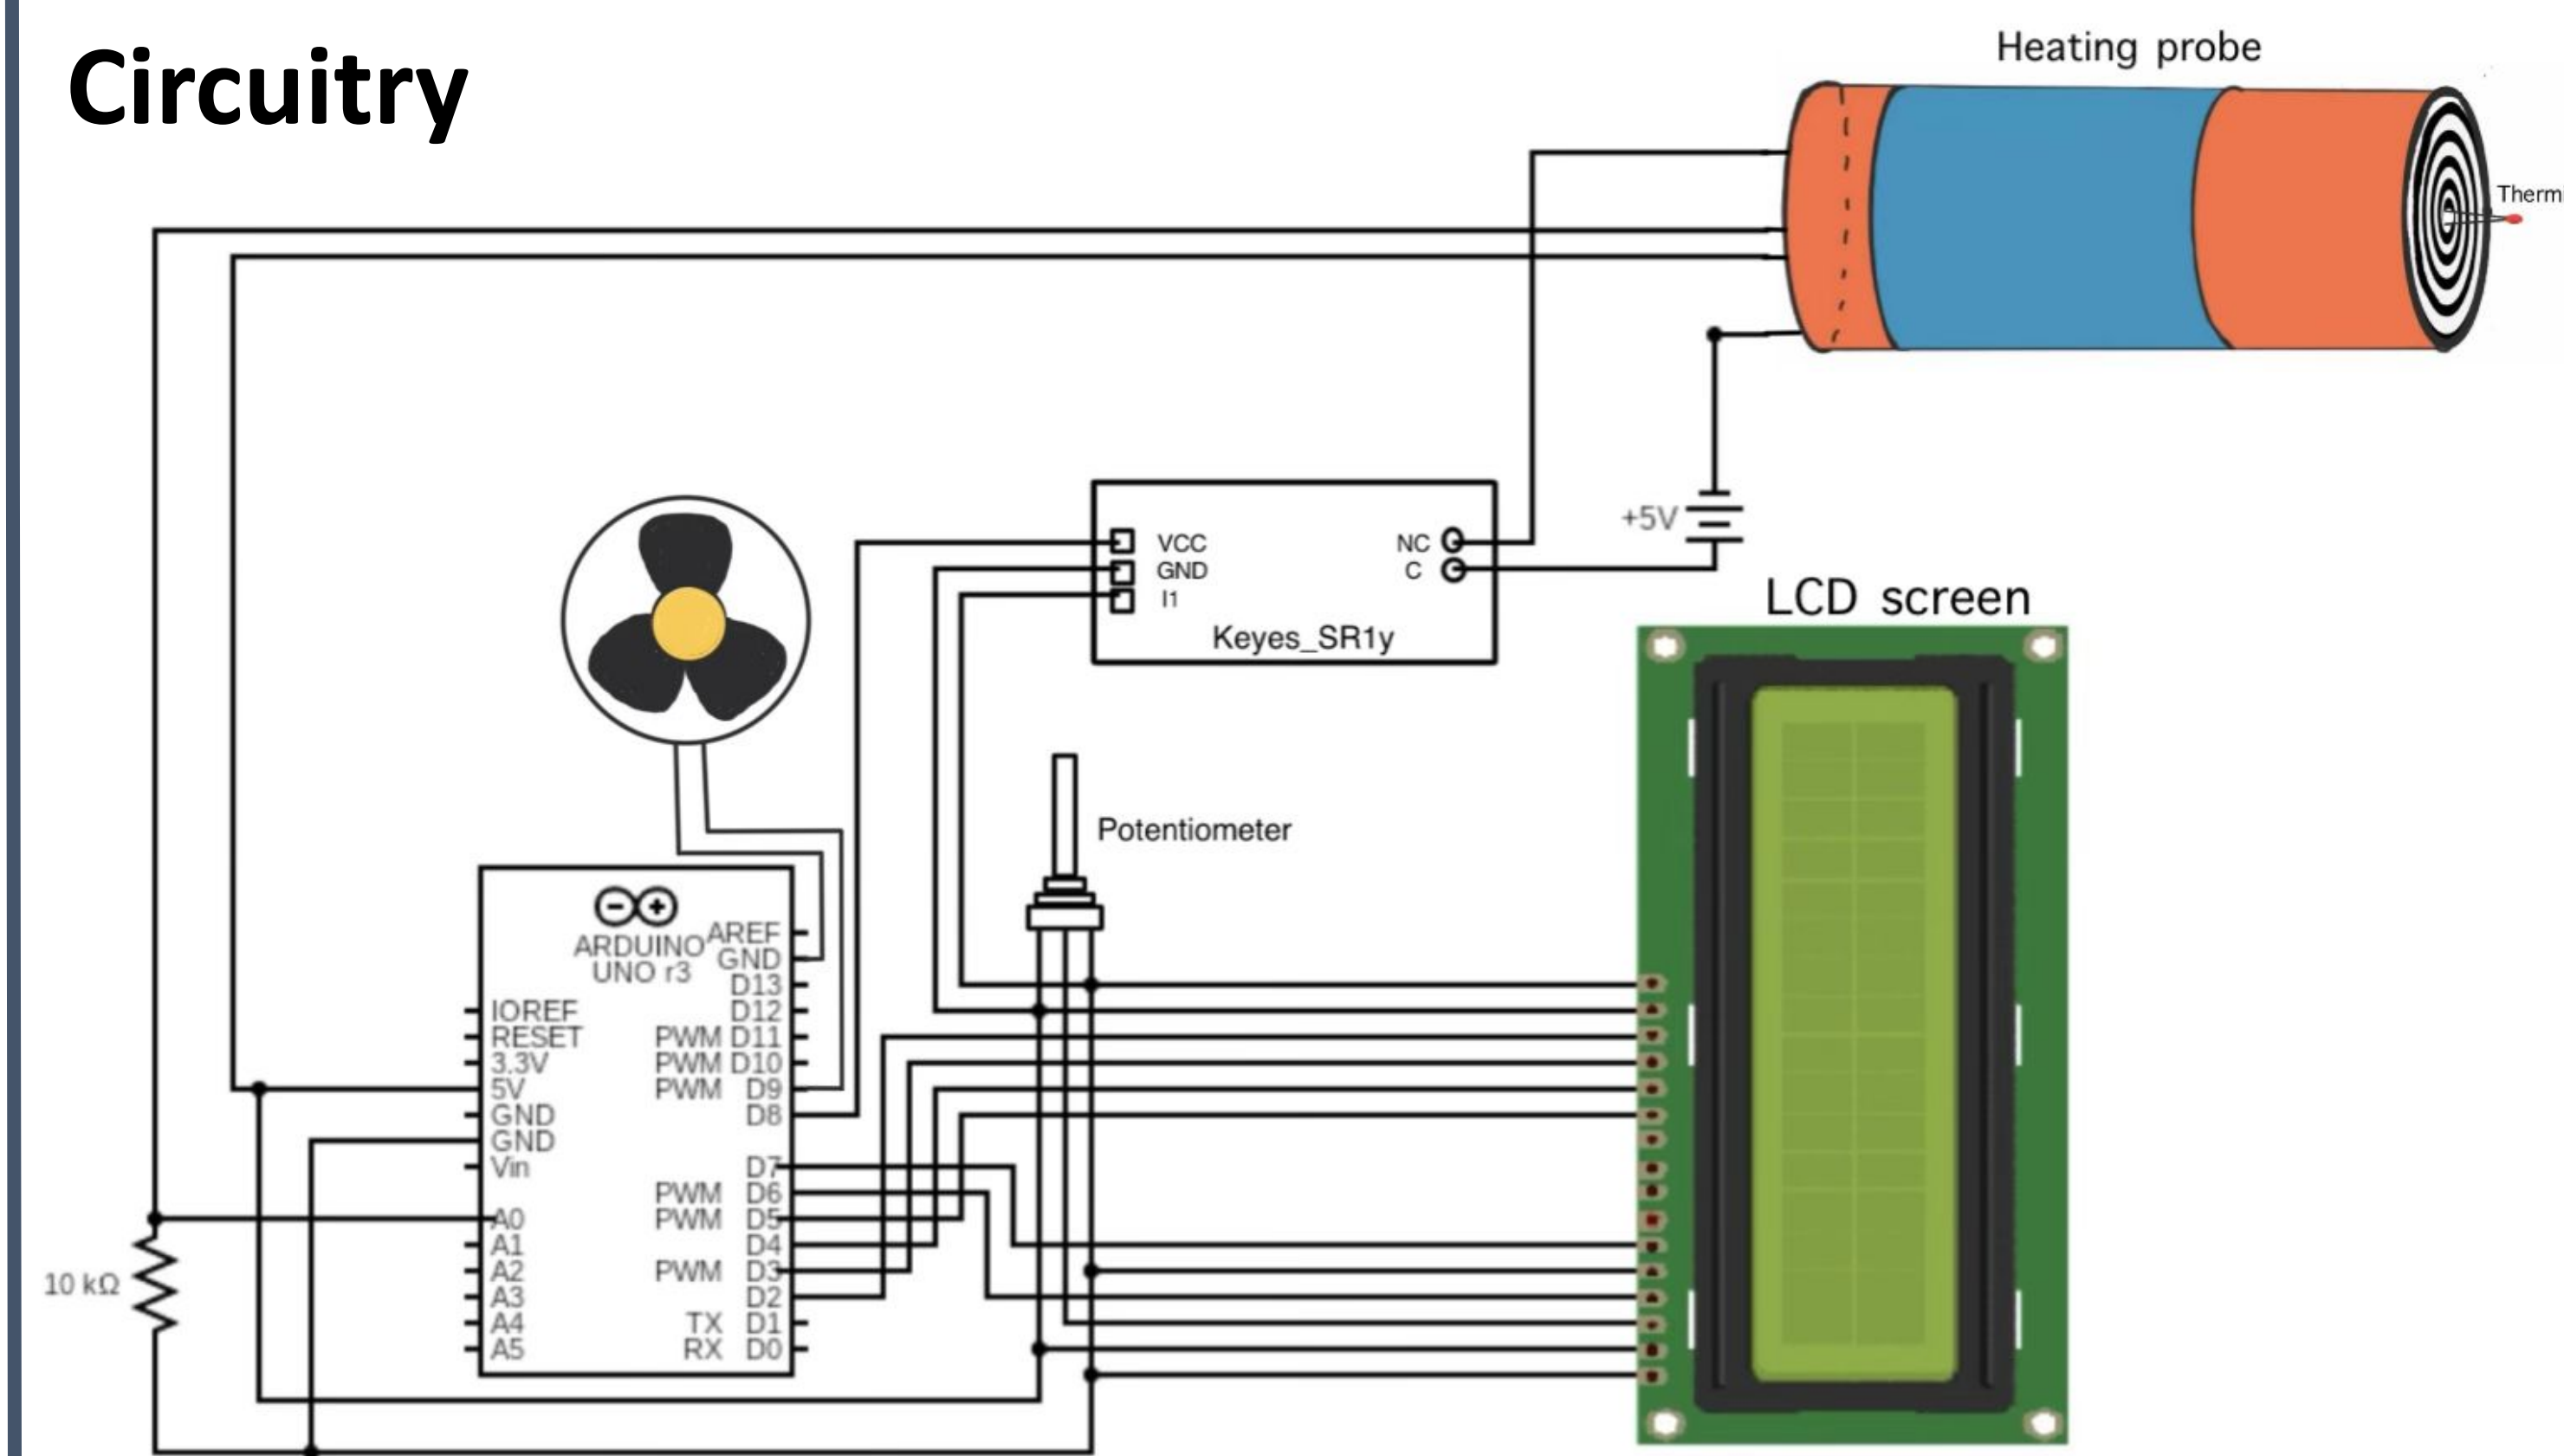 Circuitry
Heating probe
Therm
+5V
VCC
GND
I1
NC
C
Keyes_SR1y
LCD screen
Potentiometer
ARDUINO
UNO r3
IOREF
RESET
3.3V
5V
GND
GND
Vin
A0
A1
A2
A3
A4
A5
AREF
GND
D13
D12
PWM D11
PWM D10
PWM D9
D8
D7
PWM D6
PWM D5
D4
PWM D3
D2
TX D1
RX D0
10 kΩ